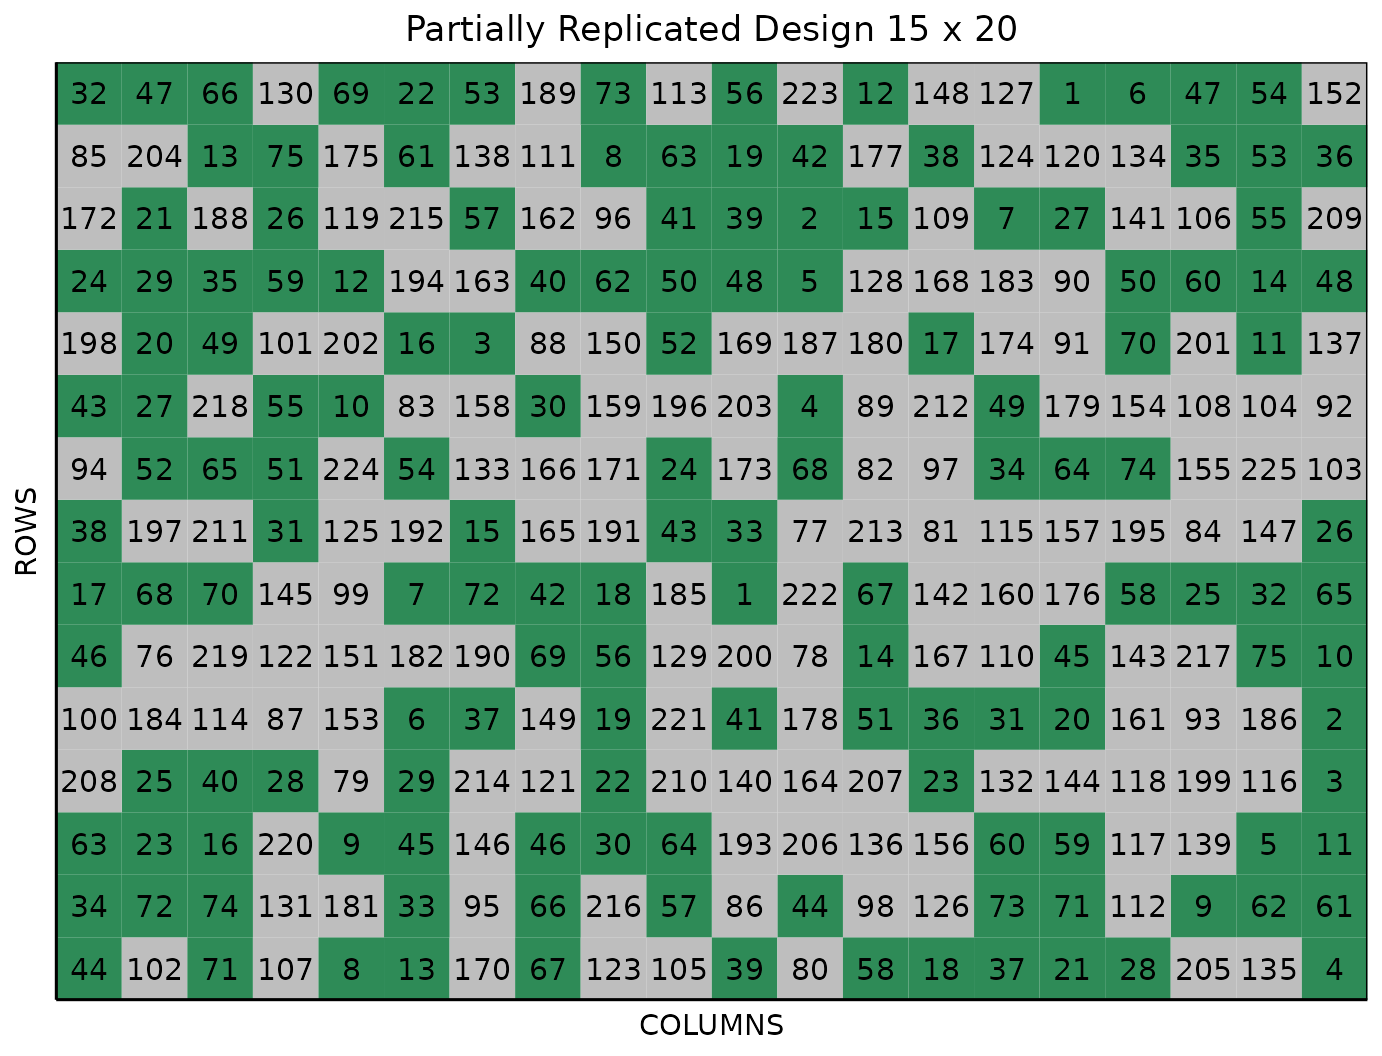 Partially Replicated Design 15 x 20
32 47 66 130 69 22 53 189 73 113 56 223 12 148 127 1 6 47 54 152
85 204 13 75 175 61 138 111 8 63 19 42 177 38 124 120 134 35 53 36
172 21 188 26 119 215 57 162 96 41 39 2 15 109 7 27 141 106 55 209
24 29 35 59 12 194 163 40 62 50 48 5 128 168 183 90 50 60 14 48
198 20 49 101 202 16 3 88 150 52 169 187 180 17 174 91 70 201 11 137
43 27 218 55 10 83 158 30 159 196 203 4 89 212 49 179 154 108 104 92
94 52 65 51 224 54 133 166 171 24 173 68 82 97 34 64 74 155 225 103
38 197 211 31 125 192 15 165 191 43 33 77 213 81 115 157 195 84 147 26
17 68 70 145 99 7 72 42 18 185 1 222 67 142 160 176 58 25 32 65
46 76 219 122 151 182 190 69 56 129 200 78 14 167 110 45 143 217 75 10
100 184 114 87 153 6 37 149 19 221 41 178 51 36 31 20 161 93 186 2
208 25 40 28 79 29 214 121 22 210 140 164 207 23 132 144 118 199 116 3
63 23 16 220 9 45 146 46 30 64 193 206 136 156 60 59 117 139 5 11
34 72 74 131 181 33 95 66 216 57 86 44 98 126 73 71 112 9 62 61
44 102 71 107 8 13 170 67 123 105 39 80 58 18 37 21 28 205 135 4
ROWS
COLUMNS